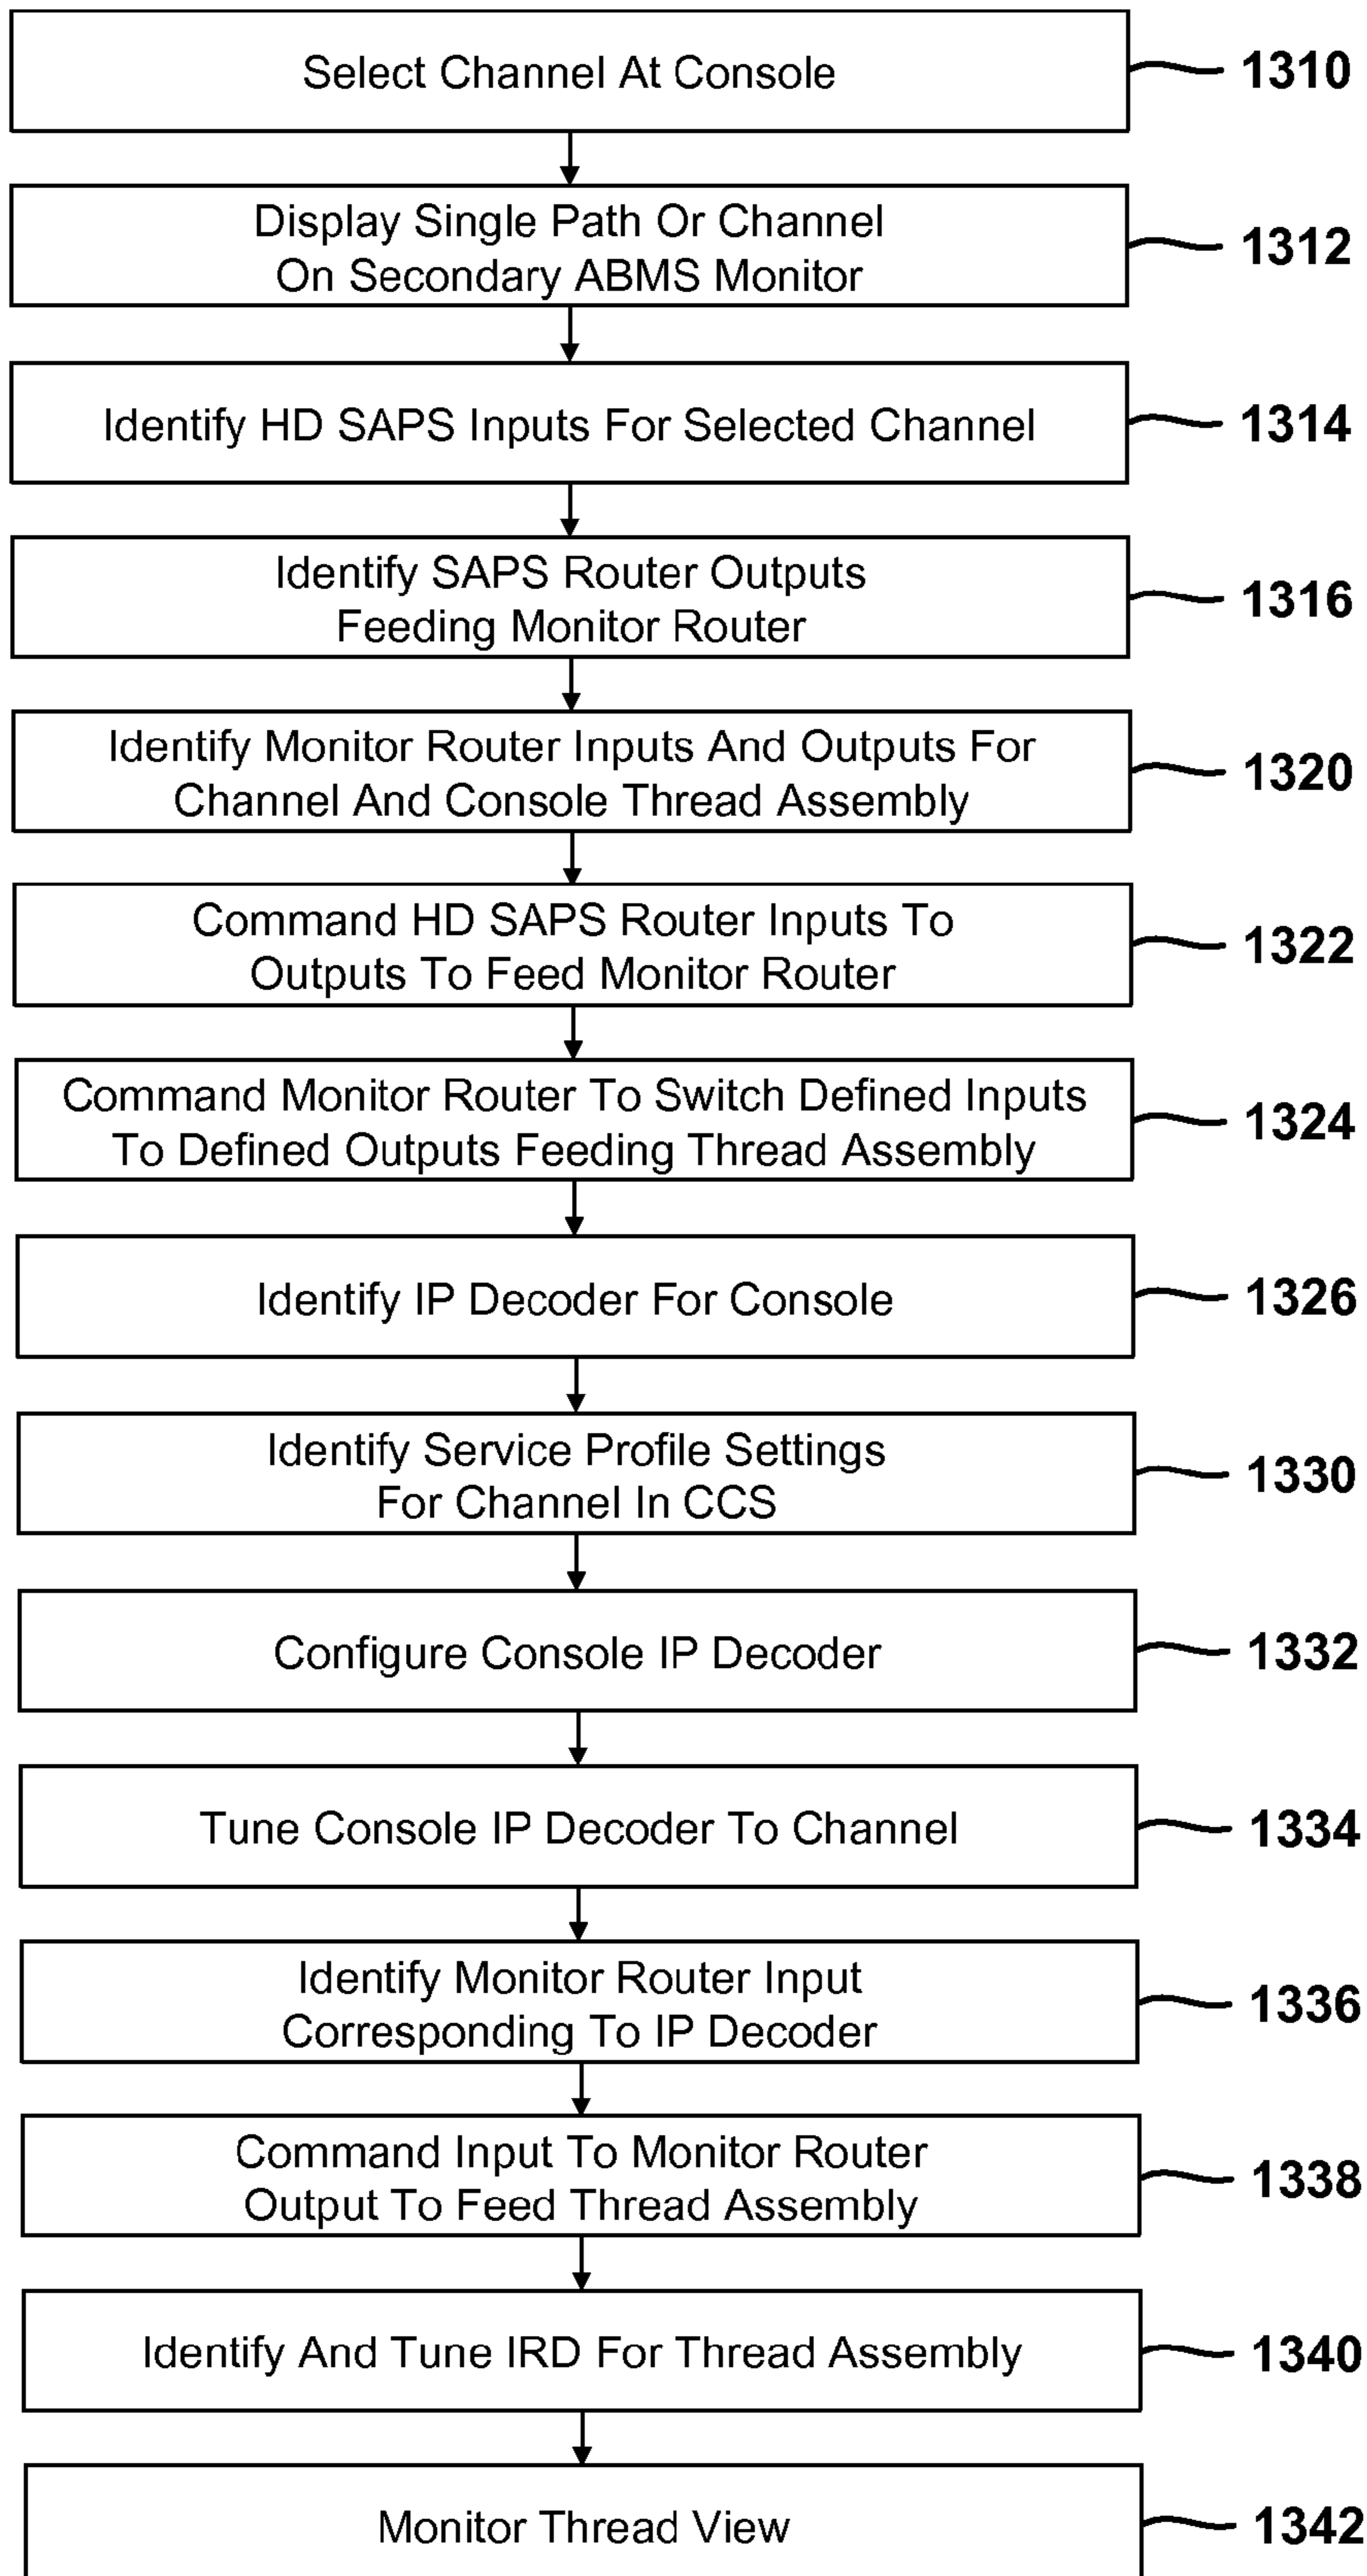 Select Channel At Console
1310
Display Single Path Or Channel
On Secondary ABMS Monitor
1312
Identify HD SAPS Inputs For Selected Channel
1314
Identify SAPS Router Outputs
Feeding Monitor Router
1316
Identify Monitor Router Inputs And Outputs For
Channel And Console Thread Assembly
1320
Command HD SAPS Router Inputs To
Outputs To Feed Monitor Router
1322
Command Monitor Router To Switch Defined Inputs
To Defined Outputs Feeding Thread Assembly
1324
Identify IP Decoder For Console
1326
Identify Service Profile Settings
For Channel In CCS
1330
Configure Console IP Decoder
1332
Tune Console IP Decoder To Channel
1334
Identify Monitor Router Input
Corresponding To IP Decoder
1336
Command Input To Monitor Router
Output To Feed Thread Assembly
1338
Identify And Tune IRD For Thread Assembly
1340
Monitor Thread View
1342